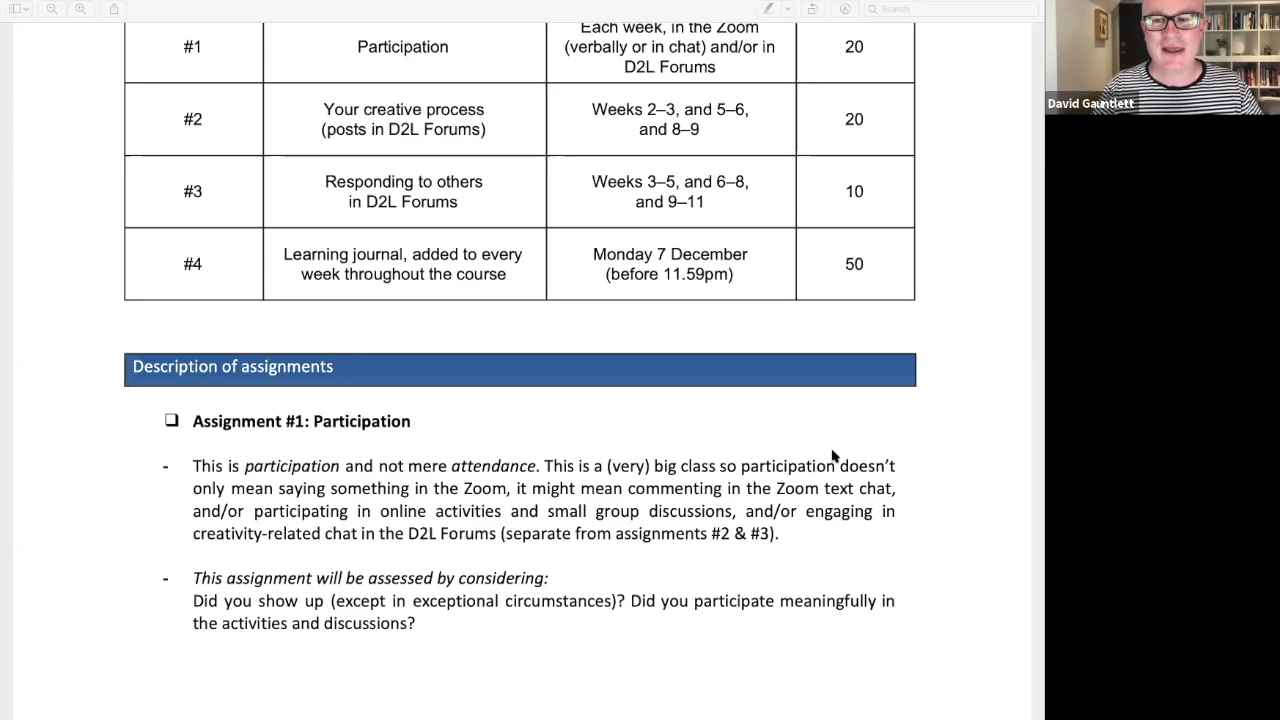 Search
#1
Participation
Each week, in the Zoom
(verbally or in chat) and/or in
D2L Forums
20
#2
Your creative process
(posts in D2L Forums)
Weeks 2–3, and 5–6,
and 8–9
20
#3
Responding to others
in D2L Forums
Weeks 3–5, and 6–8,
and 9–11
10
#4
Learning journal, added to every
week throughout the course
Monday 7 December
(before 11.59pm)
50
Description of assignments
Assignment #1: Participation
- This is participation and not mere attendance. This is a (very) big class so participation doesn’t
only mean saying something in the Zoom, it might mean commenting in the Zoom text chat,
and/or participating in online activities and small group discussions, and/or engaging in
creativity-related chat in the D2L Forums (separate from assignments #2 & #3).
- This assignment will be assessed by considering:
Did you show up (except in exceptional circumstances)? Did you participate meaningfully in
the activities and discussions?
David Gauntlett